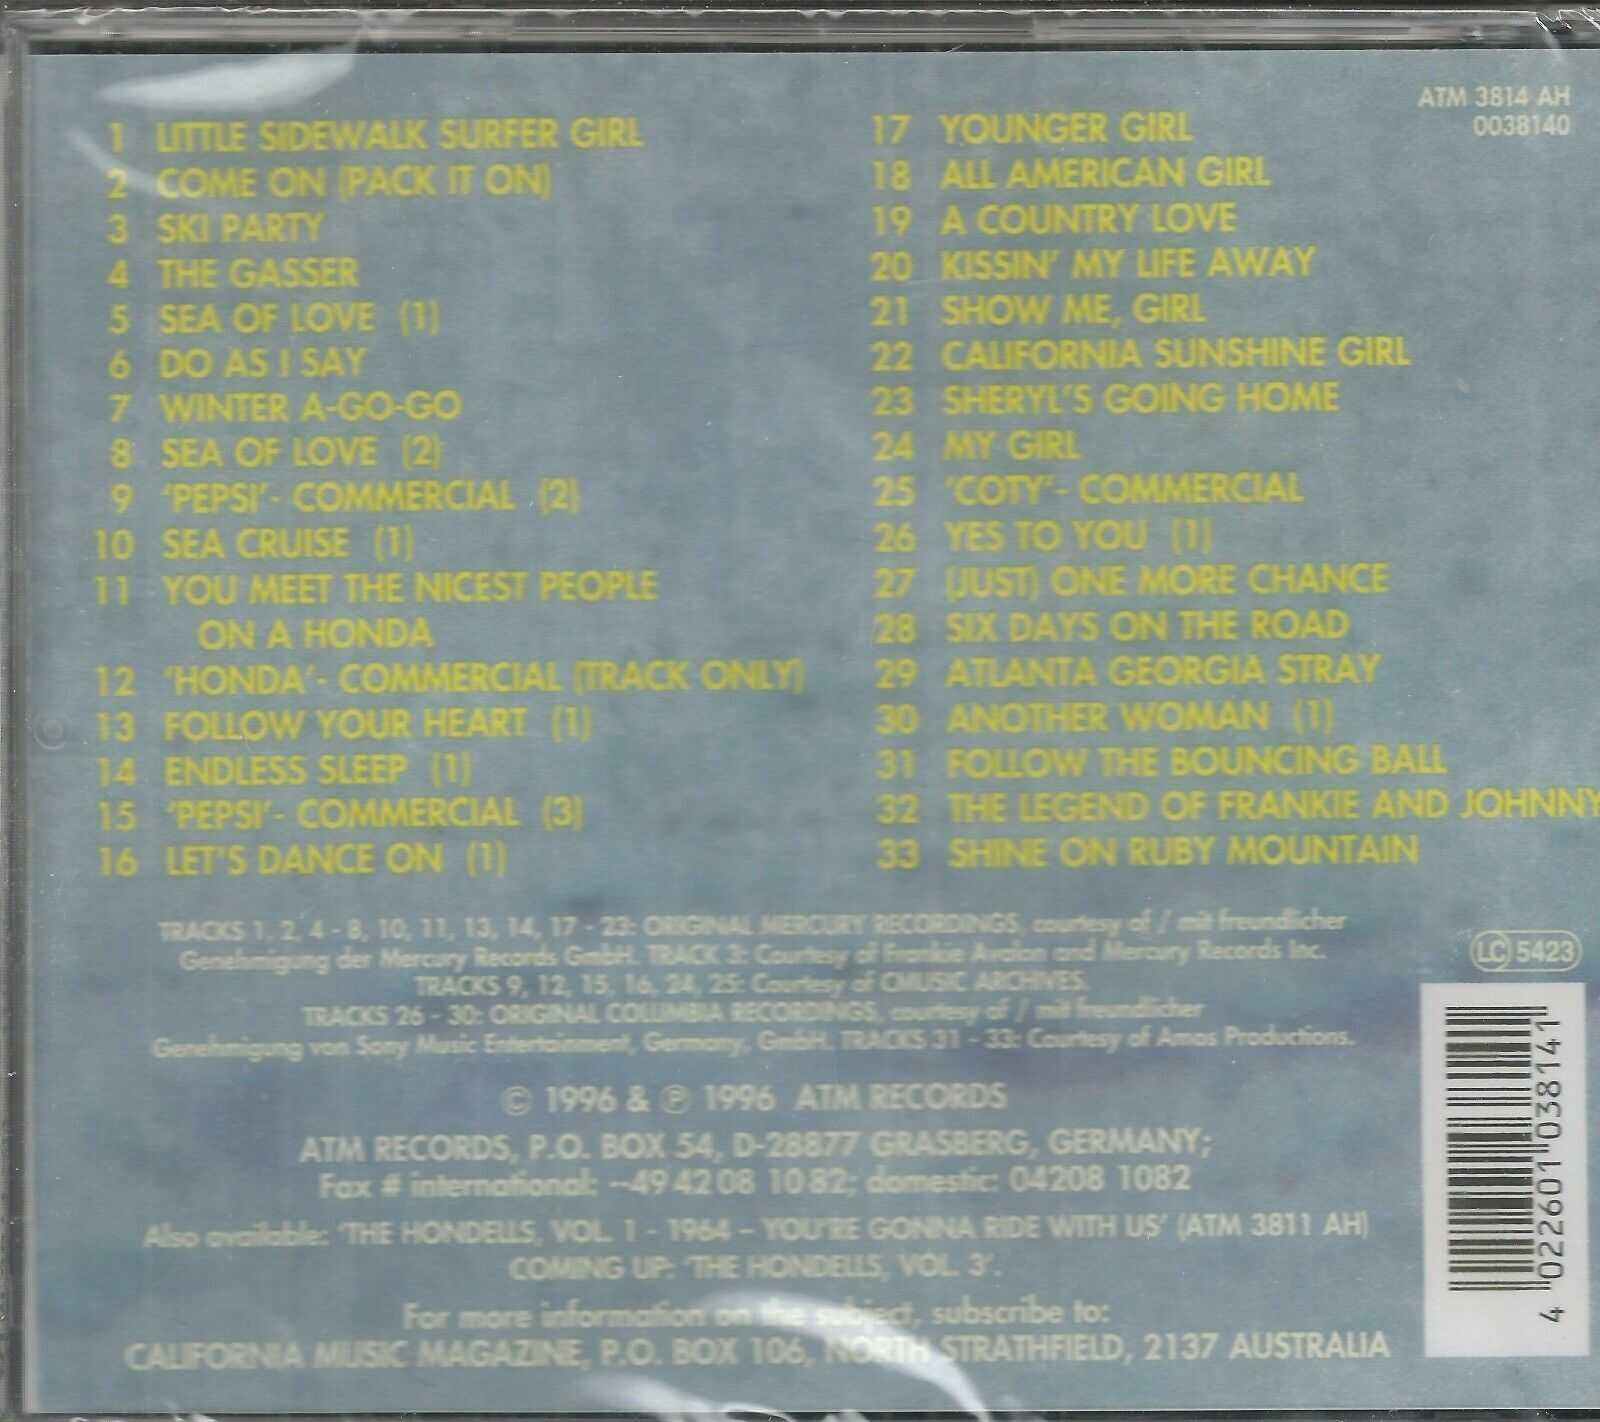 ATM 3814 AH
0038140
1 LITTLE SIDEWALK SURFER GIRL
2 COME ON (PACK IT ON)
3 SKI PARTY
4 THE GASSER
5 SEA OF LOVE (1)
6 DO AS I SAY
7 WINTER A-GO-GO
8 SEA OF LOVE (2)
9 'PEPSI'- COMMERCIAL (2)
10 SEA CRUISE (1)
11 YOU MEET THE NICEST PEOPLE
ON A HONDA
12 'HONDA'- COMMERCIAL (TRACK ONLY)
13 FOLLOW YOUR HEART (1)
14 ENDLESS SLEEP (1)
15 'PEPSI'- COMMERCIAL (3)
16 LET'S DANCE ON (1)
17 YOUNGER GIRL
18 ALL AMERICAN GIRL
19 A COUNTRY LOVE
20 KISSIN' MY LIFE AWAY
21 SHOW ME, GIRL
22 CALIFORNIA SUNSHINE GIRL
23 SHERYL'S GOING HOME
24 MY GIRL
25 'COTY'- COMMERCIAL
26 YES TO YOU (1)
27 (JUST) ONE MORE CHANCE
28 SIX DAYS ON THE ROAD
29 ATLANTA GEORGIA STRAY
30 ANOTHER WOMAN (1)
31 FOLLOW THE BOUNCING BALL
32 THE LEGEND OF FRANKIE AND JOHNNY
33 SHINE ON RUBY MOUNTAIN
TRACKS 1, 2, 4 - 8, 10, 11, 13, 14, 17 - 23: ORIGINAL MERCURY RECORDINGS, courtesy of / mit freundlicher
Genehmigung der Mercury Records GmbH. TRACK 3: Courtesy of Frankie Avalon and Mercury Records Inc.
TRACKS 9, 12, 15, 16, 24, 25: Courtesy of CMUSIC ARCHIVES.
TRACKS 26 - 30: ORIGINAL COLUMBIA RECORDINGS, courtesy of / mit freundlicher
Genehmigung von Sony Music Entertainment, Germany, GmbH. TRACKS 31 - 33: Courtesy of Amos Productions.
© 1996 & ℗ 1996 ATM RECORDS
ATM RECORDS, P.O. BOX 54, D-28877 GRASBERG, GERMANY;
Fax # international: --49 42 08 10 82; domestic: 04208 1082
Also available: 'THE HONDELLS, VOL. 1 - 1964 – YOU'RE GONNA RIDE WITH US' (ATM 3811 AH)
COMING UP: 'THE HONDELLS, VOL. 3'.
For more information on the subject, subscribe to:
CALIFORNIA MUSIC MAGAZINE, P.O. BOX 106, NORTH STRATHFIELD, 2137 AUSTRALIA
LC 5423
4 022601 038141